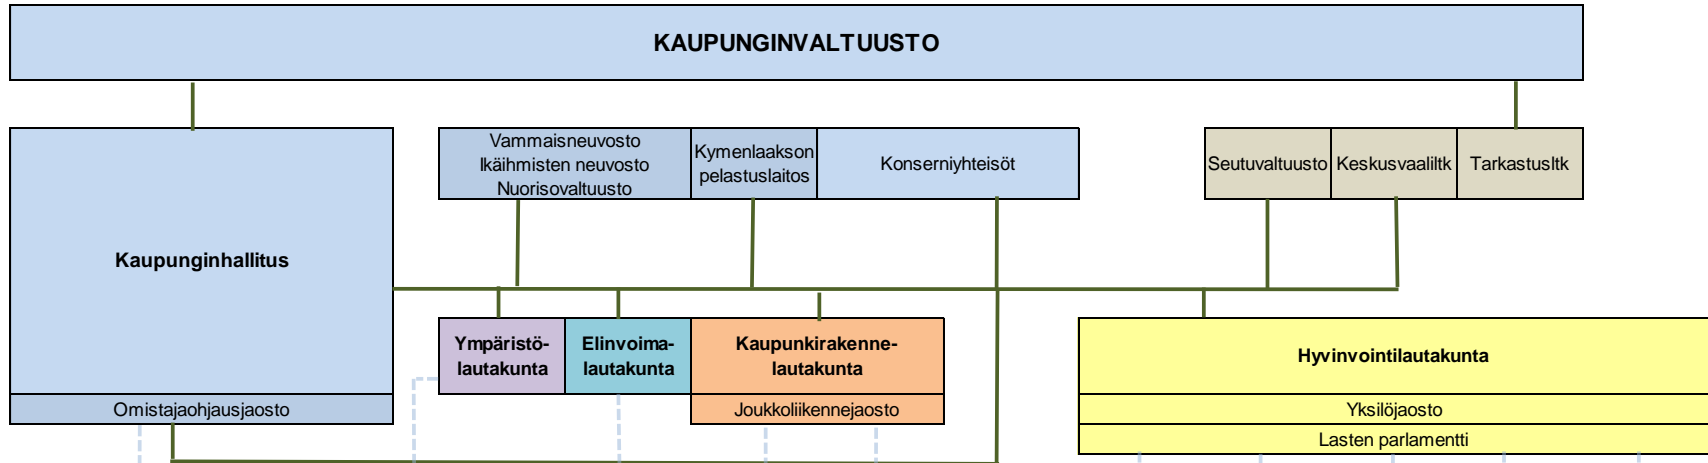 KAUPUNGINVALTUUSTO
Kaupunginhallitus
Omistajaohjausjaosto
Vammaisneuvosto
Ikäihmisten neuvosto
Nuorisovaltuusto
Kymenlaakson
pelastuslaitos
Konserniyhteisöt
Seutuvaltuusto
Keskusvaaliltk
Tarkastusltk
Ympäristö-
lautakunta
Elinvoima-
lautakunta
Kaupunkirakenne-
lautakunta
Joukkoliikennejaosto
Hyvinvointilautakunta
Yksilöjaosto
Lasten parlamentti